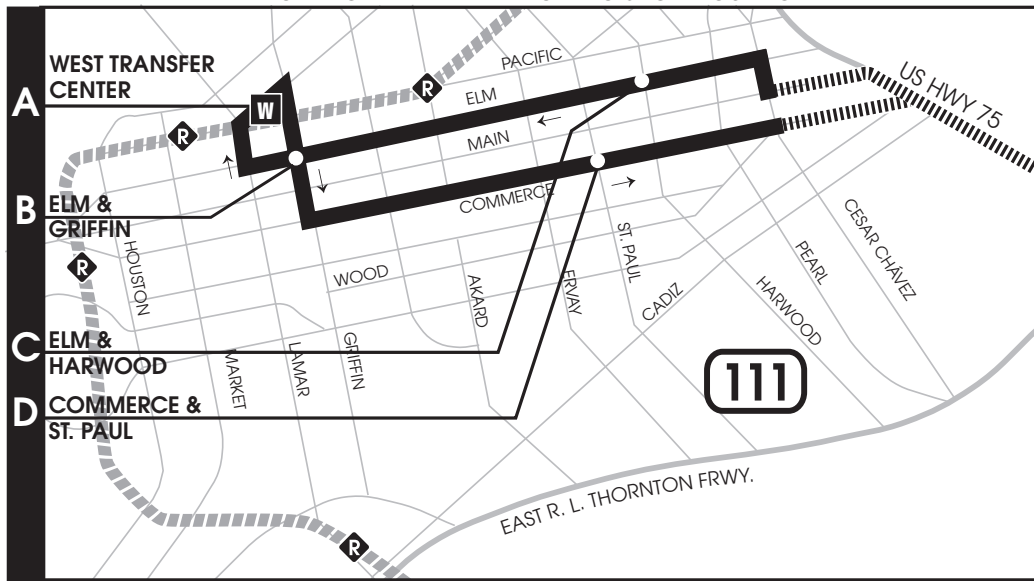 A
WEST TRANSFER
CENTER
B
ELM &
GRIFFIN
C
ELM &
HARWOOD
D
COMMERCE &
ST. PAUL
W
R
R
R
R
PACIFIC
ELM
MAIN
COMMERCE
WOOD
HOUSTON
MARKET
LAMAR
GRIFFIN
AKARD
ERVAY
ST. PAUL
CADIZ
HARWOOD
PEARL
CESAR CHÁVEZ
US HWY 75
111
EAST R. L. THORNTON FRWY.